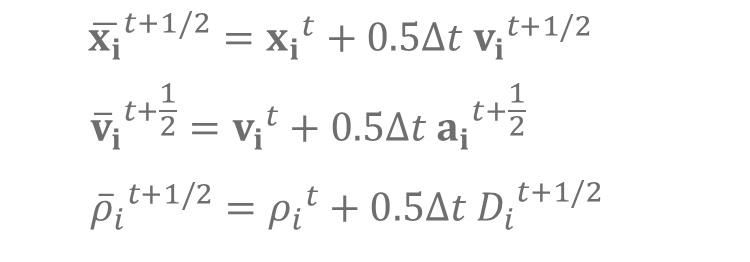 x̄ᵢ^{t+1/2} = xᵢ^t + 0.5Δt vᵢ^{t+1/2}
v̄ᵢ^{t+1/2} = vᵢ^t + 0.5Δt aᵢ^{t+1/2}
ρ̄ᵢ^{t+1/2} = ρᵢ^t + 0.5Δt Dᵢ^{t+1/2}